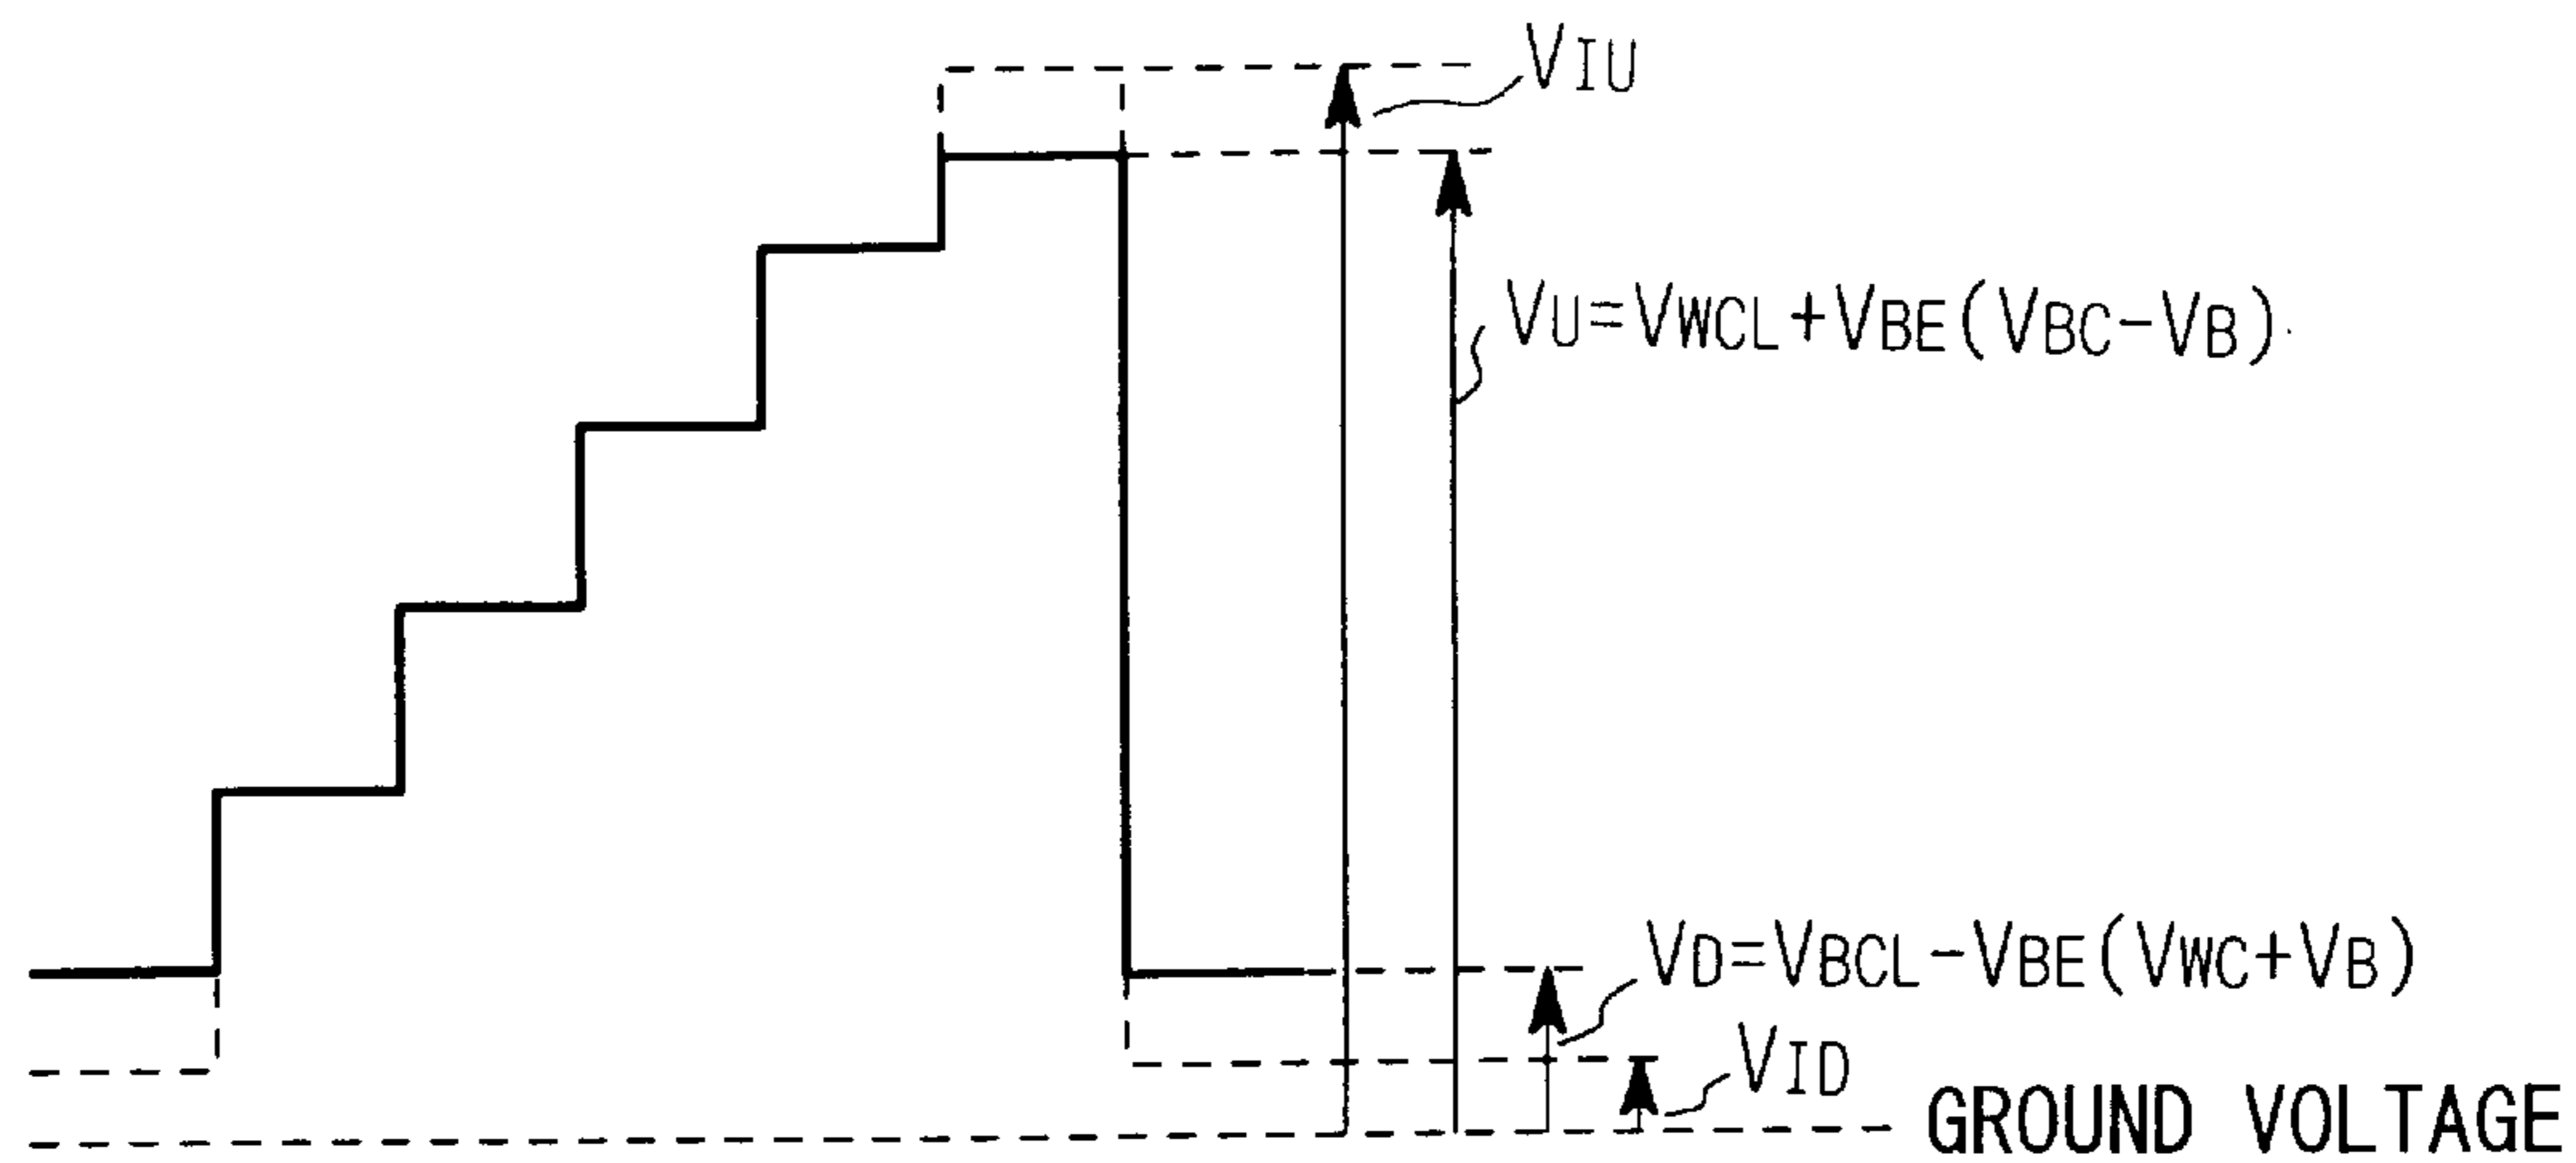 VIU
VU=VWCL+VBE(VBC-VB)
VD=VBCL-VBE(VWC+VB)
VID
GROUND VOLTAGE